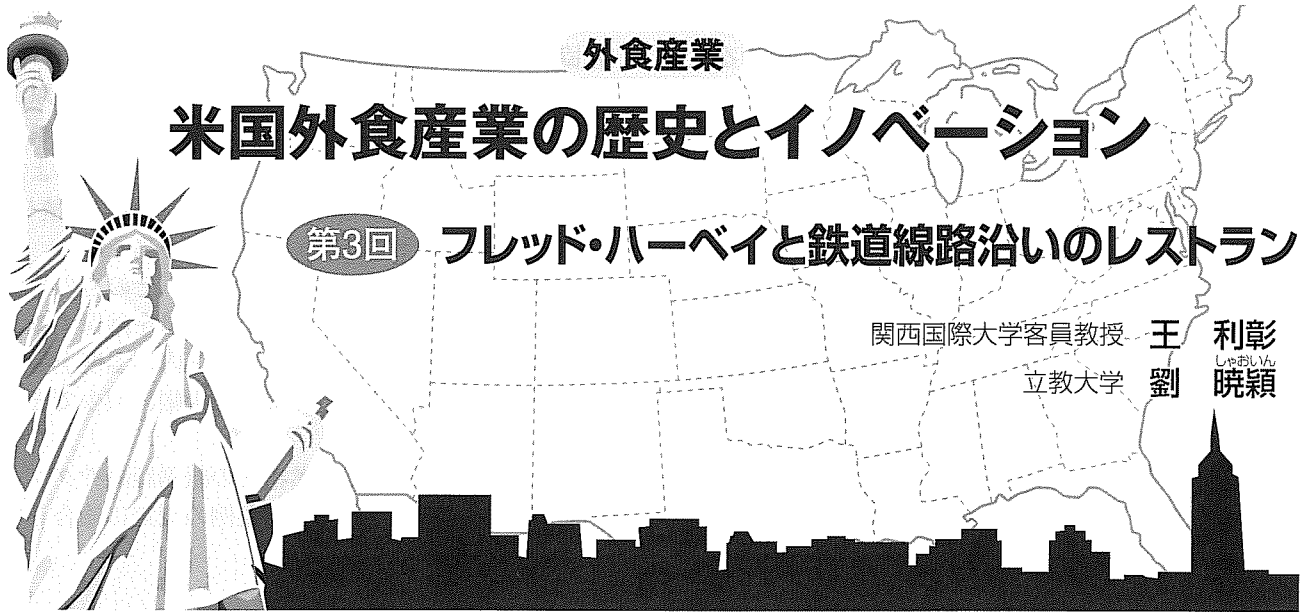 外食産業
米国外食産業の歴史とイノベーション
第3回 フレッド・ハーベイと鉄道線路沿いのレストラン
関西国際大学客員教授 王 利彰
しゃおいん
立教大学 劉 暁穎